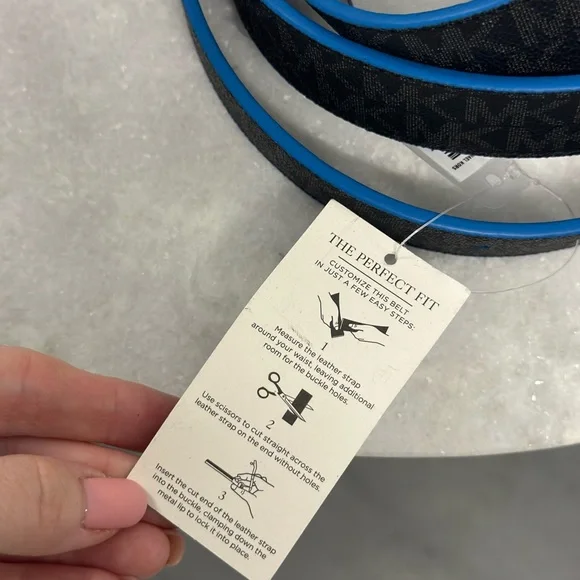 THE PERFECT FIT
CUSTOMIZE THIS BELT
IN JUST A FEW EASY STEPS:
1
Measure the leather strap
around your waist, leaving additional
room for the buckle holes.
2
Use scissors to cut straight across the
leather strap on the end without holes.
3
Insert the cut end of the leather strap
into the buckle, clamping down the
metal lip to lock it into place.
MK